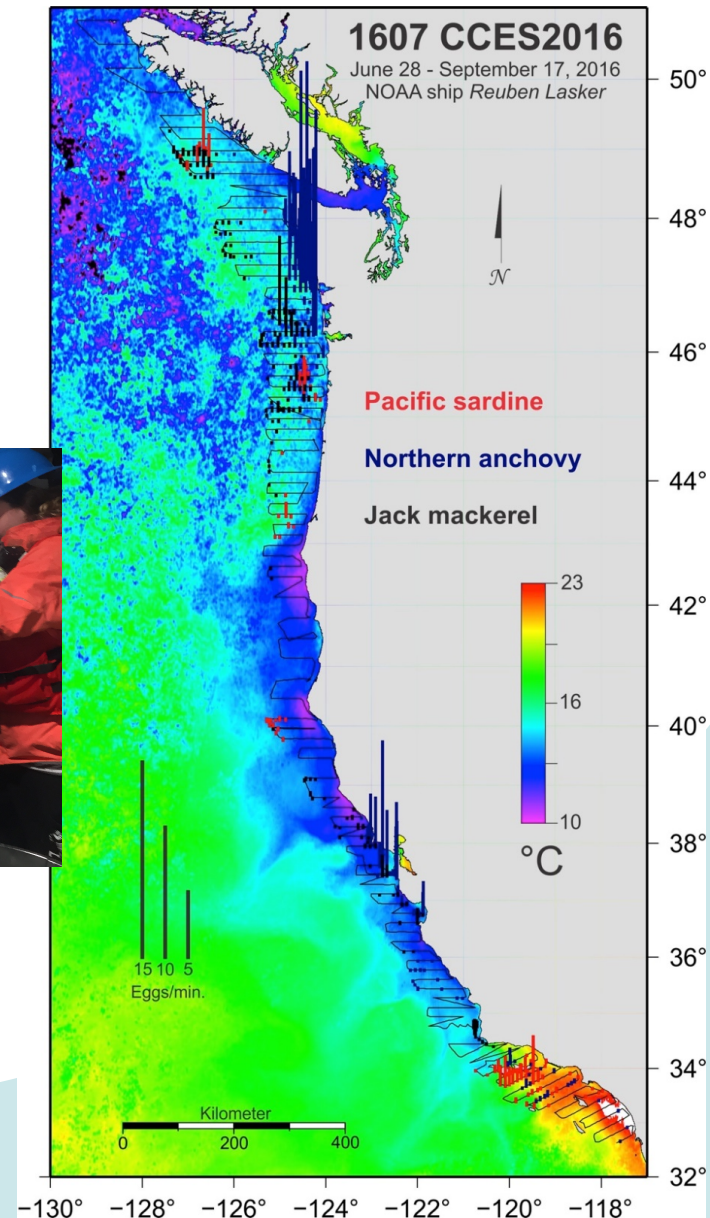 1607 CCES2016
June 28 - September 17, 2016
NOAA ship Reuben Lasker
50°
48°
N
46°
Pacific sardine
Northern anchovy
44°
Jack mackerel
23
42°
16
40°
10
38°
°C
36°
15 10 5
Eggs/min.
34°
Kilometer
0 200 400
32°
−130° −128° −126° −124° −122° −120° −118°